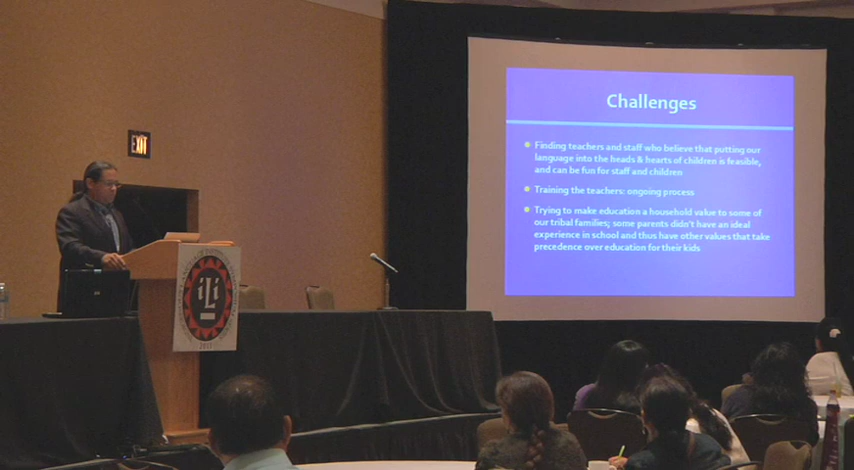 EXIT
Challenges
Finding teachers and staff who believe that putting our
language into the heads & hearts of children is feasible,
and can be fun for staff and children
Training the teachers: ongoing process
Trying to make education a household value to some of
our tribal families; some parents didn't have an ideal
experience in school and thus have other values that take
precedence over education for their kids
iLi